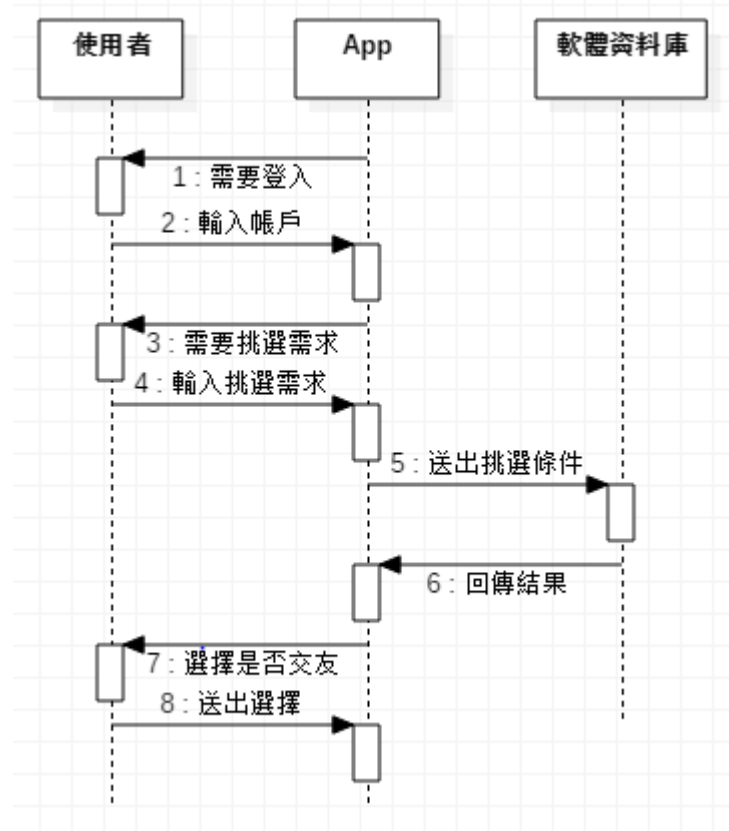 使用者
App
軟體資料庫
1 : 需要登入
2 : 輸入帳戶
3 : 需要挑選需求
4 : 輸入挑選需求
5 : 送出挑選條件
6 : 回傳結果
7 : 選擇是否交友
8 : 送出選擇